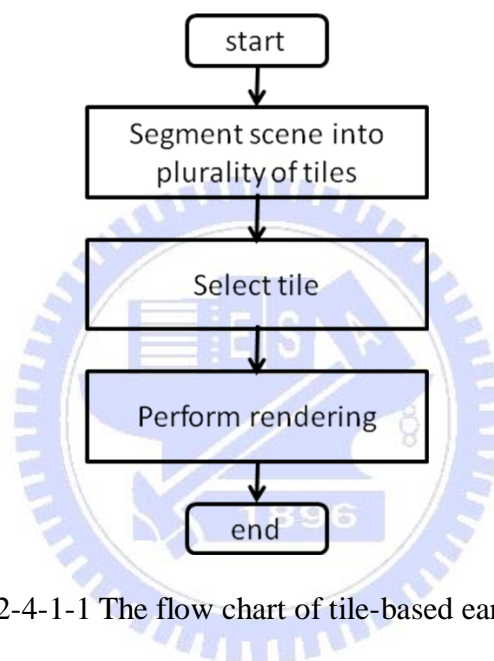 start
Segment scene into
plurality of tiles
Select tile
Perform rendering
end
E S A
1896
2-4-1-1 The flow chart of tile-based ear